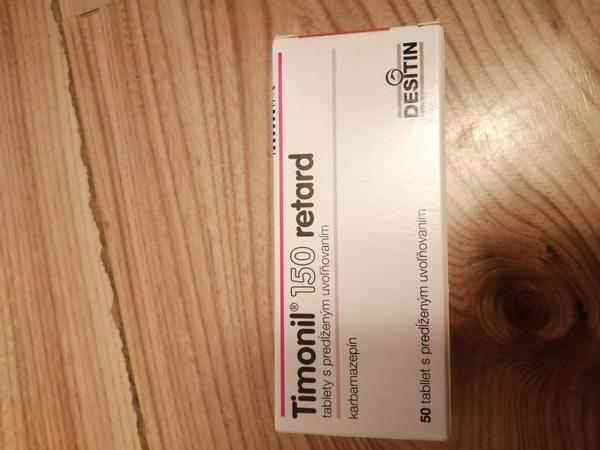 Timonil® 150 retard
tablety s predĺženým uvoľňovaním
karbamazepín
50 tabliet s predĺženým uvoľňovaním
DESITIN